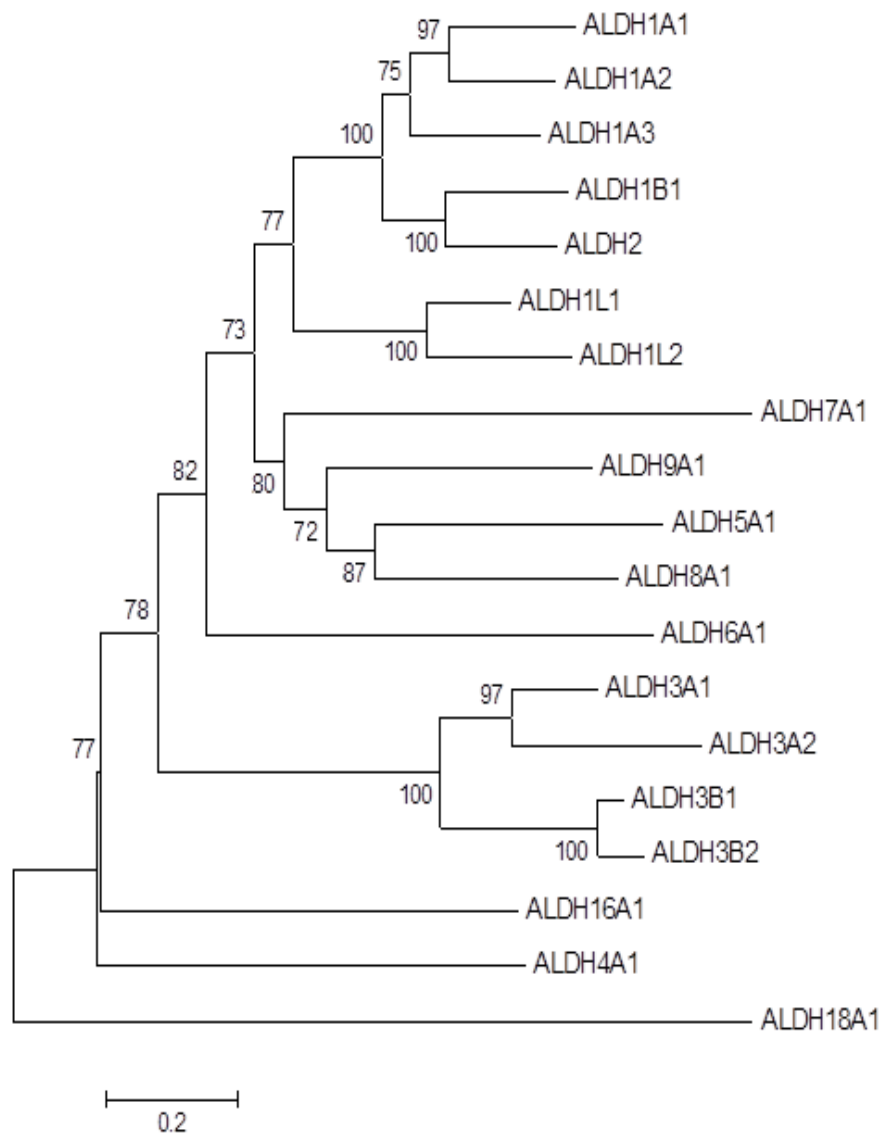 97
ALDH1A1
75
ALDH1A2
100
ALDH1A3
77
ALDH1B1
100
ALDH2
73
ALDH1L1
100
ALDH1L2
ALDH7A1
82
80
ALDH9A1
72
ALDH5A1
87
ALDH8A1
78
ALDH6A1
97
ALDH3A1
77
ALDH3A2
100
ALDH3B1
100
ALDH3B2
ALDH16A1
ALDH4A1
ALDH18A1
0.2